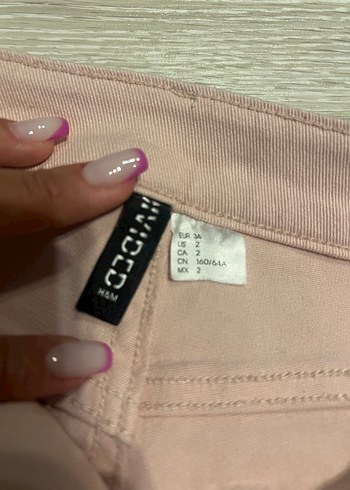 DIVIDED
H&M
EUR 34
US 2
CA 2
CN 160/64A
MX 2